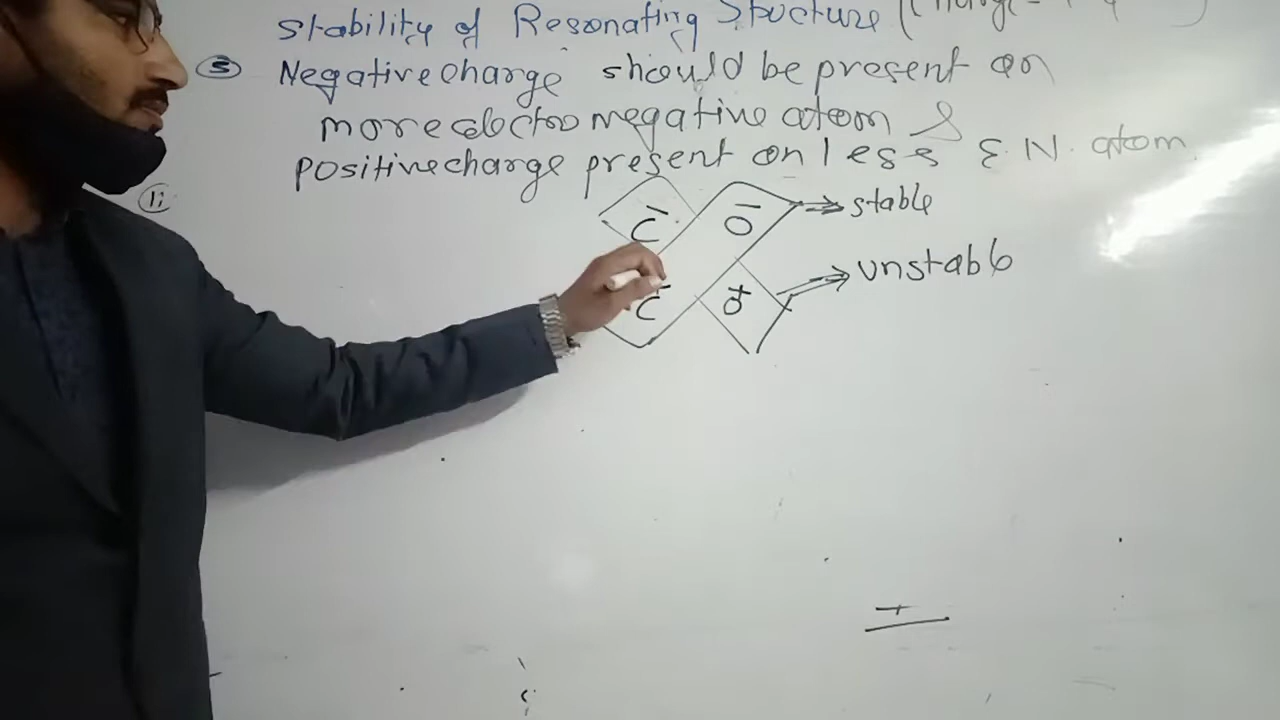 Stability of Resonating Structure (Charge
③ Negative charge should be present on
more electro negative atom &
positive charge present on less E.N. atom
ii
C̄ Ō ⇒ stable
C⁺ O⁺ ⇒ unstable
+